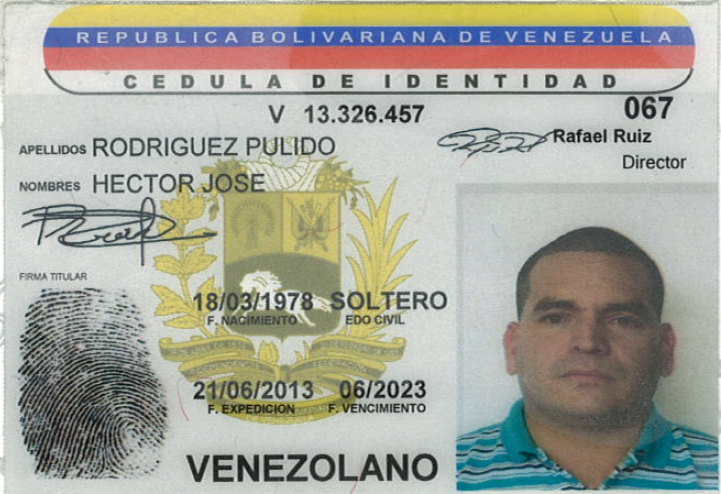 REPUBLICA BOLIVARIANA DE VENEZUELA
CEDULA DE IDENTIDAD
V 13.326.457
067
APELLIDOS RODRIGUEZ PULIDO
Rafael Ruiz
Director
NOMBRES HECTOR JOSE
FIRMA TITULAR
18/03/1978 SOLTERO
F. NACIMIENTO EDO CIVIL
21/06/2013 06/2023
F. EXPEDICION F. VENCIMIENTO
VENEZOLANO